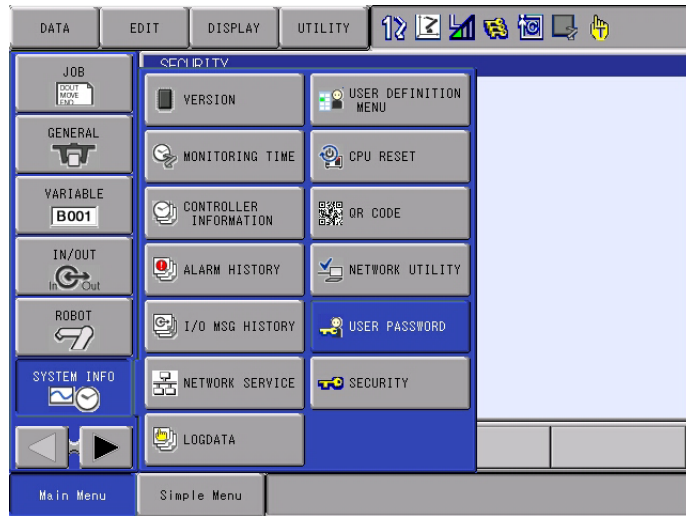 DATA
EDIT
DISPLAY
UTILITY
12
SECURITY
JOB
DOUT
MOVE
END
GENERAL
VARIABLE
B001
IN/OUT
In Out
ROBOT
SYSTEM INFO
VERSION
MONITORING TIME
CONTROLLER
INFORMATION
ALARM HISTORY
I/O MSG HISTORY
NETWORK SERVICE
LOGDATA
USER DEFINITION
MENU
CPU RESET
QR CODE
NETWORK UTILITY
USER PASSWORD
SECURITY
Main Menu
Simple Menu